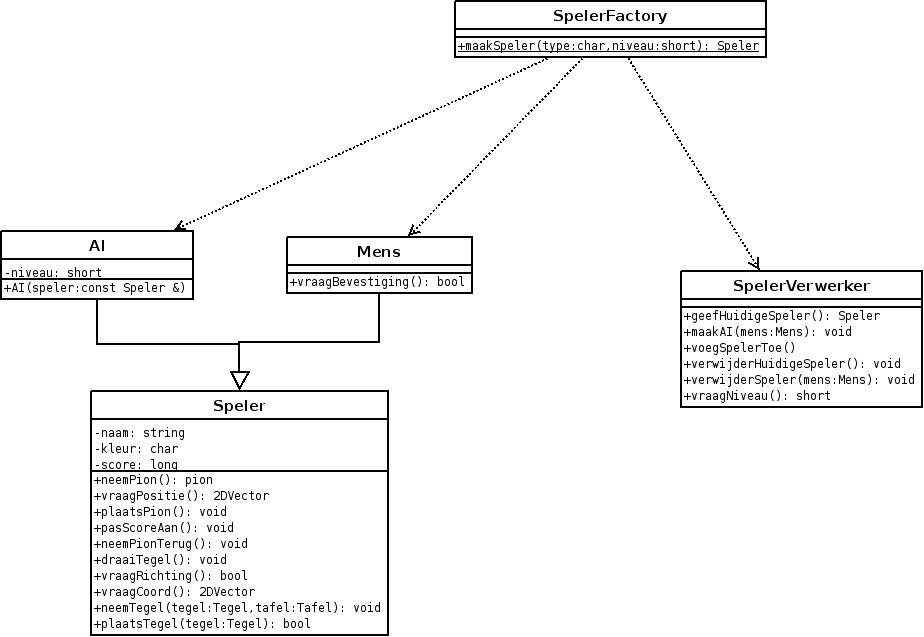 SpelerFactory
+maakSpeler(type:char,niveau:short): Speler
AI
-niveau: short
+AI(speler:const Speler &)
Mens
+vraagBevestiging(): bool
SpelerVerwerker
+geefHuidigeSpeler(): Speler
+maakAI(mens:Mens): void
+voegSpelerToe()
+verwijderHuidigeSpeler(): void
+verwijderSpeler(mens:Mens): void
+vraagNiveau(): short
Speler
-naam: string
-kleur: char
-score: long
+neemPion(): pion
+vraagPositie(): 2DVector
+plaatsPion(): void
+pasScoreAan(): void
+neemPionTerug(): void
+draaiTegel(): void
+vraagRichting(): bool
+vraagCoord(): 2DVector
+neemTegel(tegel:Tegel,tafel:Tafel): void
+plaatsTegel(tegel:Tegel): bool